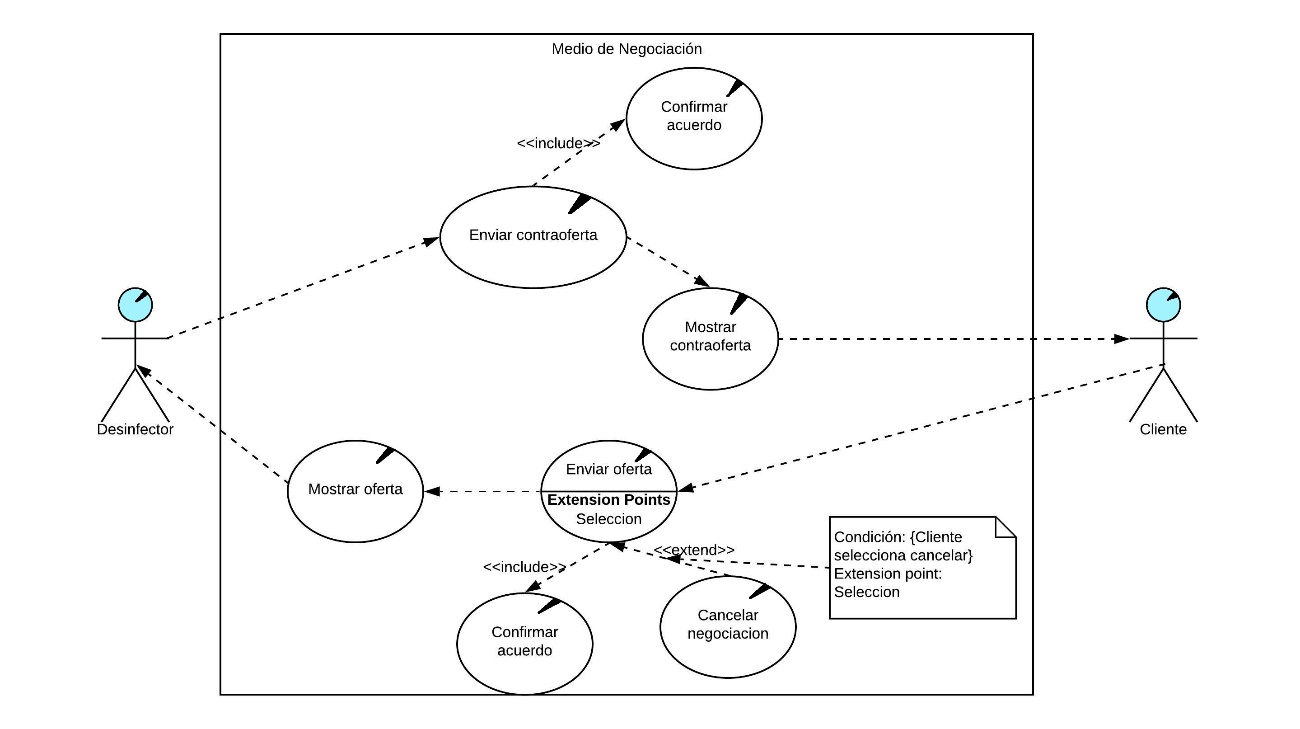 Medio de Negociación
Confirmar
acuerdo
<<include>>
Enviar contraoferta
Mostrar
contraoferta
Desinfector
Cliente
Mostrar oferta
Enviar oferta
Extension Points
Seleccion
<<extend>>
Condición: {Cliente
selecciona cancelar}
Extension point:
Seleccion
<<include>>
Confirmar
acuerdo
Cancelar
negociacion